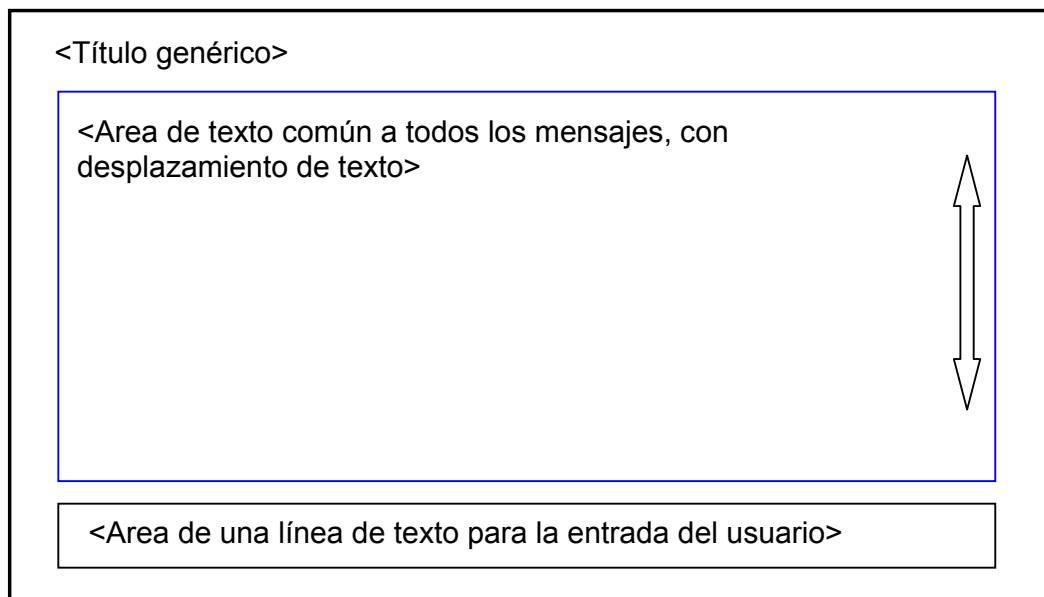 <Título genérico>
<Area de texto común a todos los mensajes, con
desplazamiento de texto>
<Area de una línea de texto para la entrada del usuario>